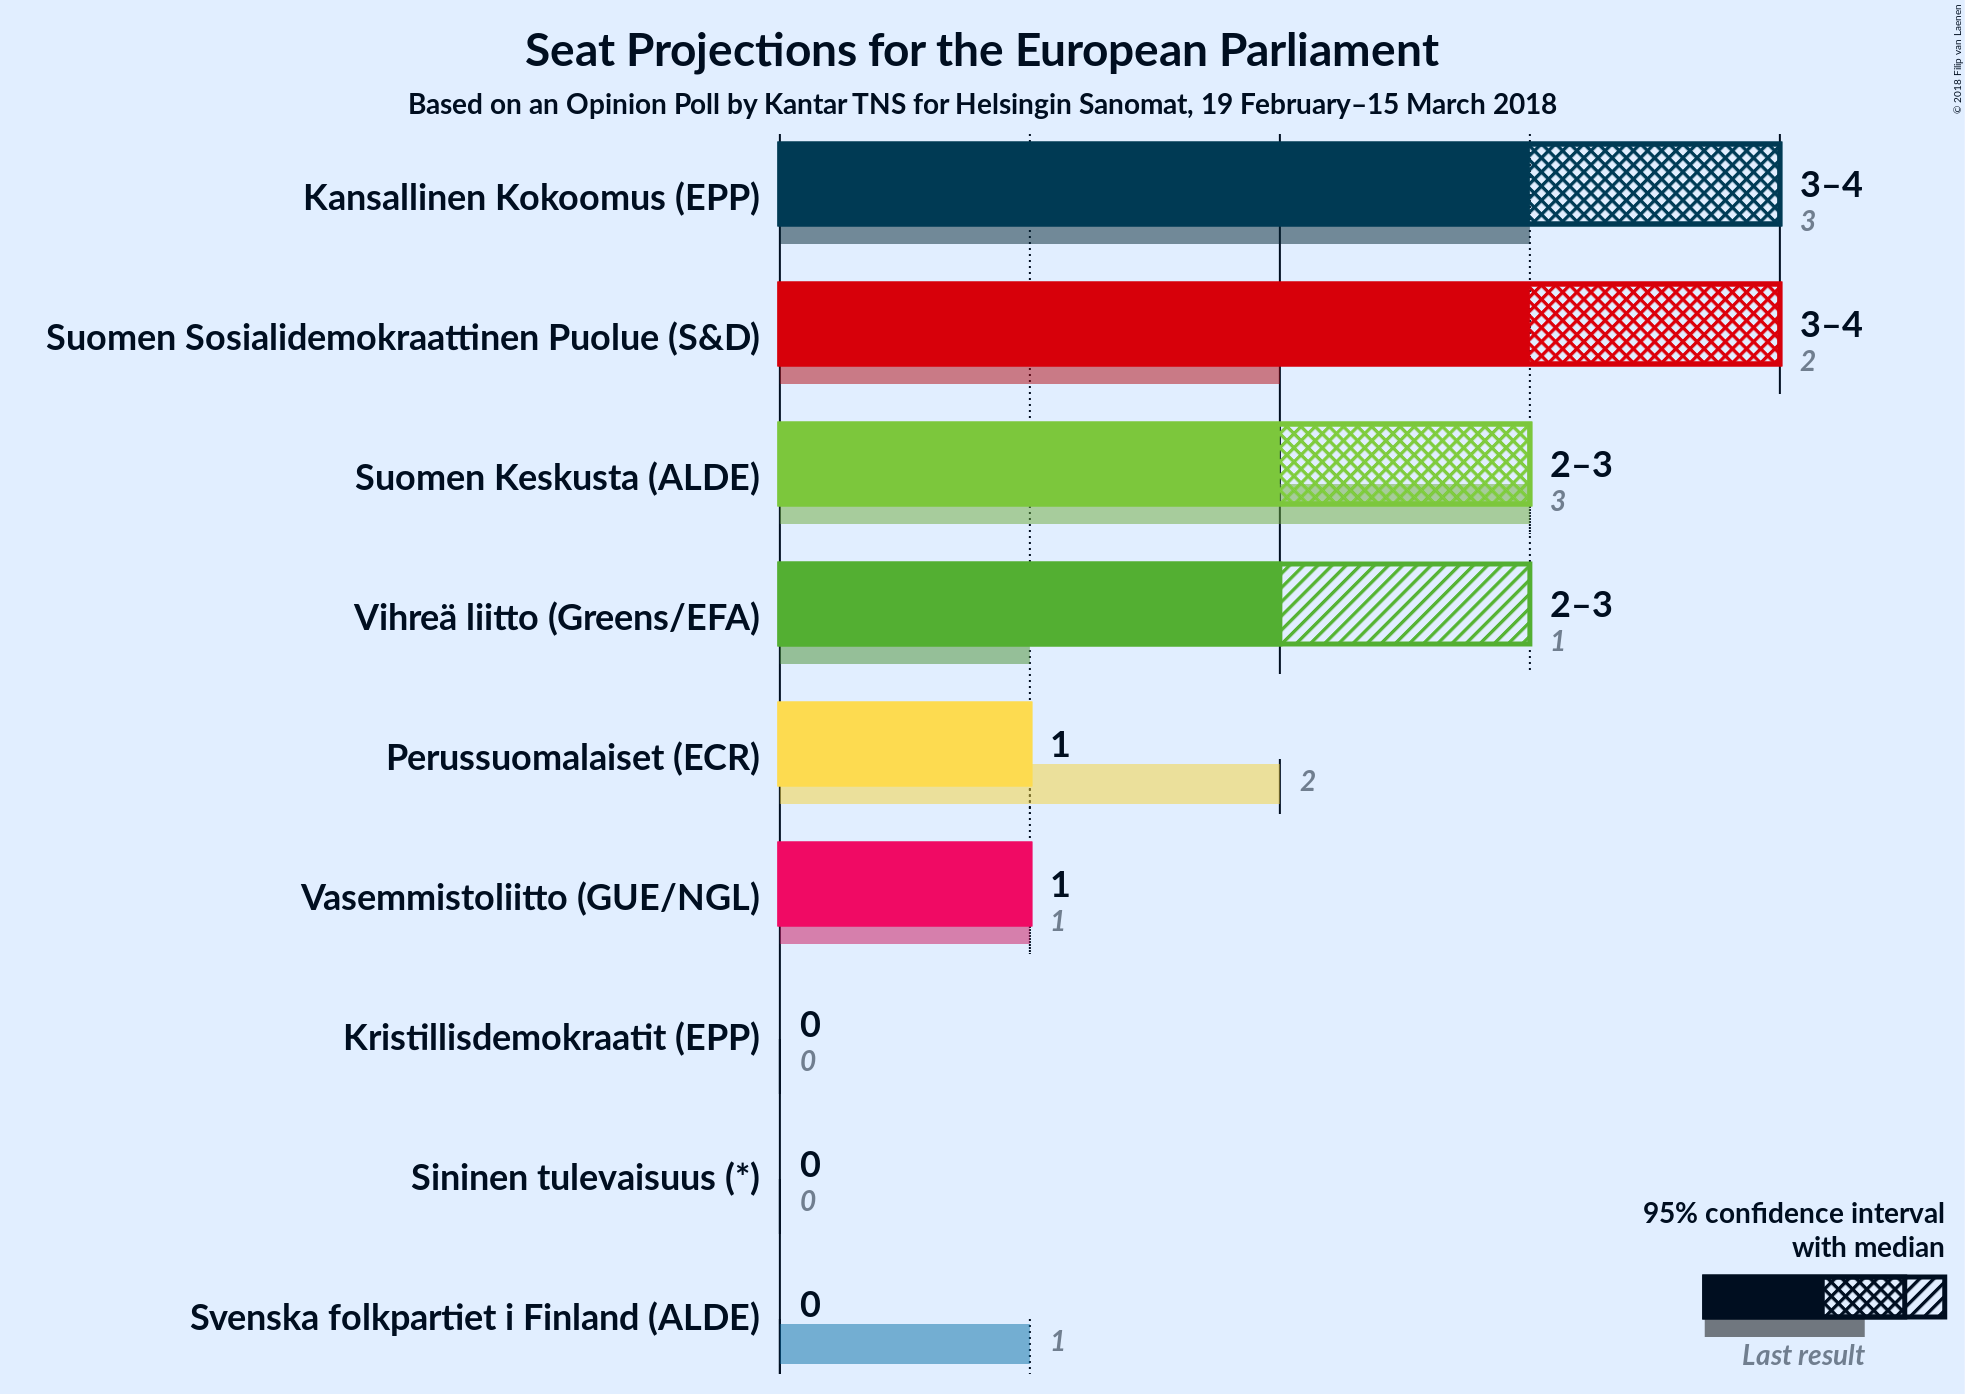 Seat Projections for the European Parliament
Based on an Opinion Poll by Kantar TNS for Helsingin Sanomat, 19 February–15 March 2018
© 2018 Filip van Laenen
Kansallinen Kokoomus (EPP)
3–4
3
Suomen Sosialidemokraattinen Puolue (S&D)
3–4
2
Suomen Keskusta (ALDE)
2–3
3
Vihreä liitto (Greens/EFA)
2–3
1
Perussuomalaiset (ECR)
1
2
Vasemmistoliitto (GUE/NGL)
1
1
Kristillisdemokraatit (EPP)
0
0
Sininen tulevaisuus (*)
0
0
Svenska folkpartiet i Finland (ALDE)
0
1
95% confidence interval
with median
Last result